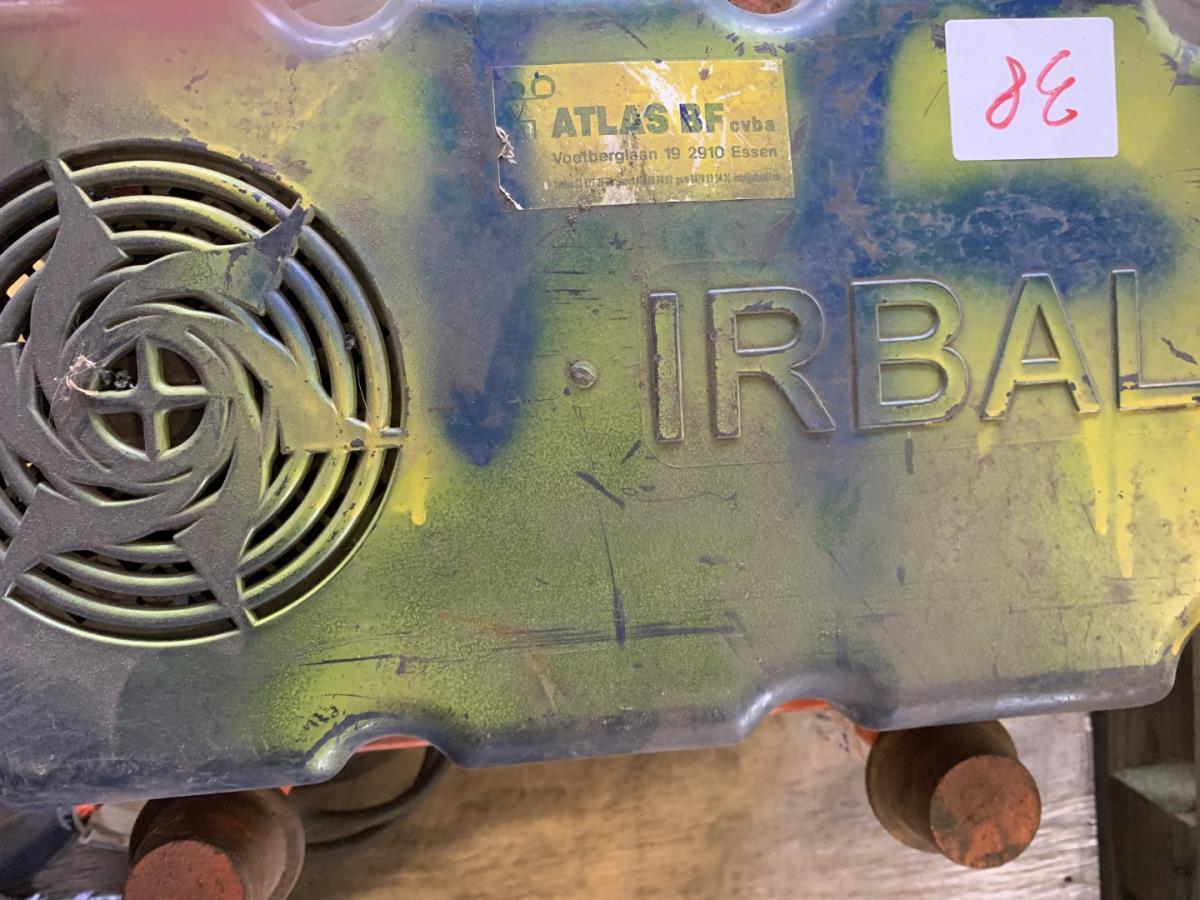 ATLAS BF cvba
Voetberglaan 19 2910 Essen
38
IRBAL